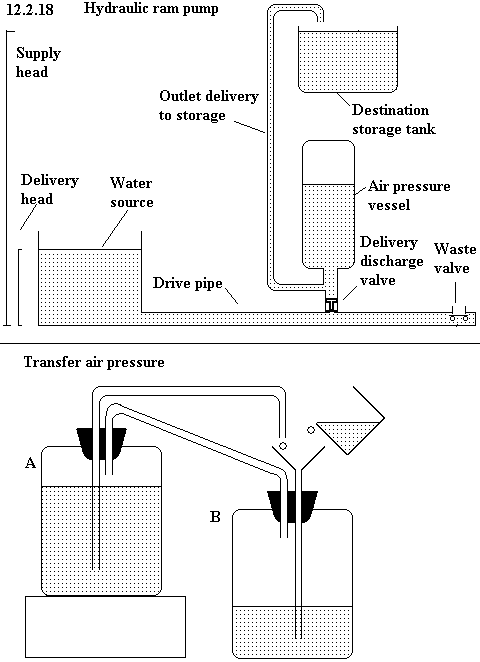 12.2.18 Hydraulic ram pump
Supply
head
Outlet delivery
to storage
Destination
storage tank
Delivery
head
Water
source
Air pressure
vessel
Delivery
discharge
valve
Waste
valve
Drive pipe
Transfer air pressure
A
B